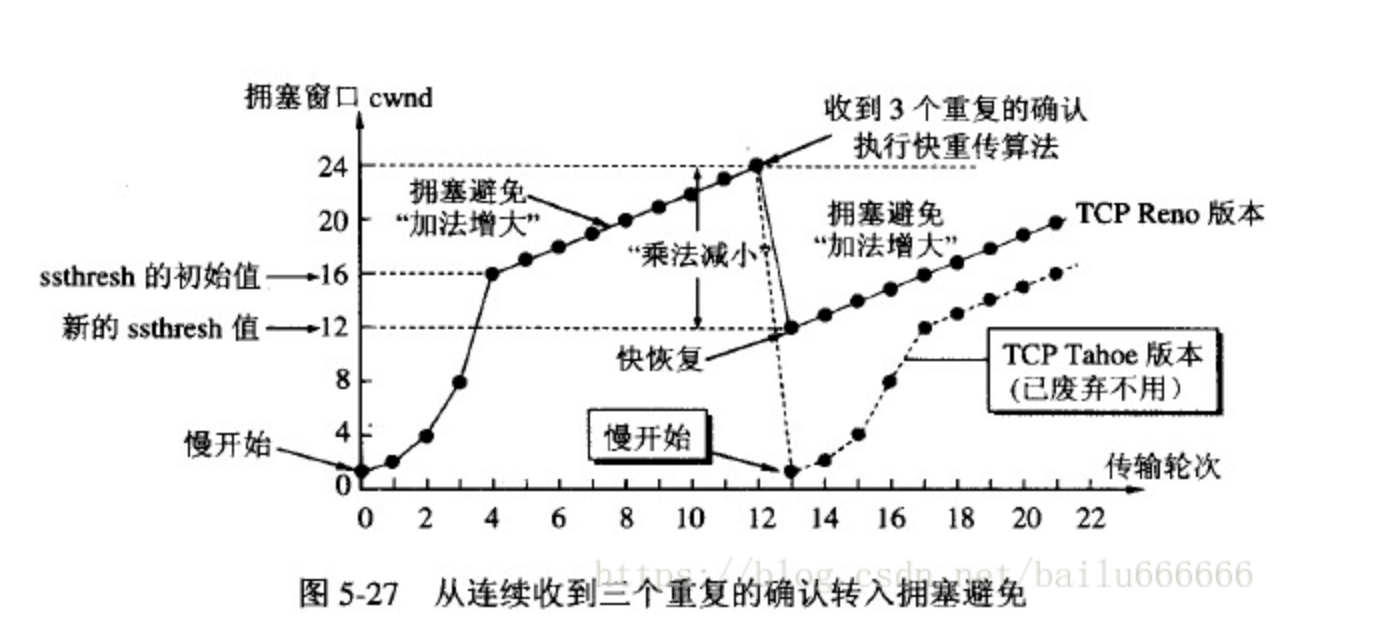 拥塞窗口 cwnd
收到 3 个重复的确认
执行快重传算法
24
拥塞避免
“加法增大”
20
拥塞避免
“加法增大”
TCP Reno 版本
“乘法减小”
ssthresh 的初始值
16
新的 ssthresh 值
12
快恢复
TCP Tahoe 版本
(已废弃不用)
8
4
慢开始
慢开始
传输轮次
0
0 2 4 6 8 10 12 14 16 18 20 22
https://blog.csdn.net/bailu666666
图 5-27 从连续收到三个重复的确认转入拥塞避免